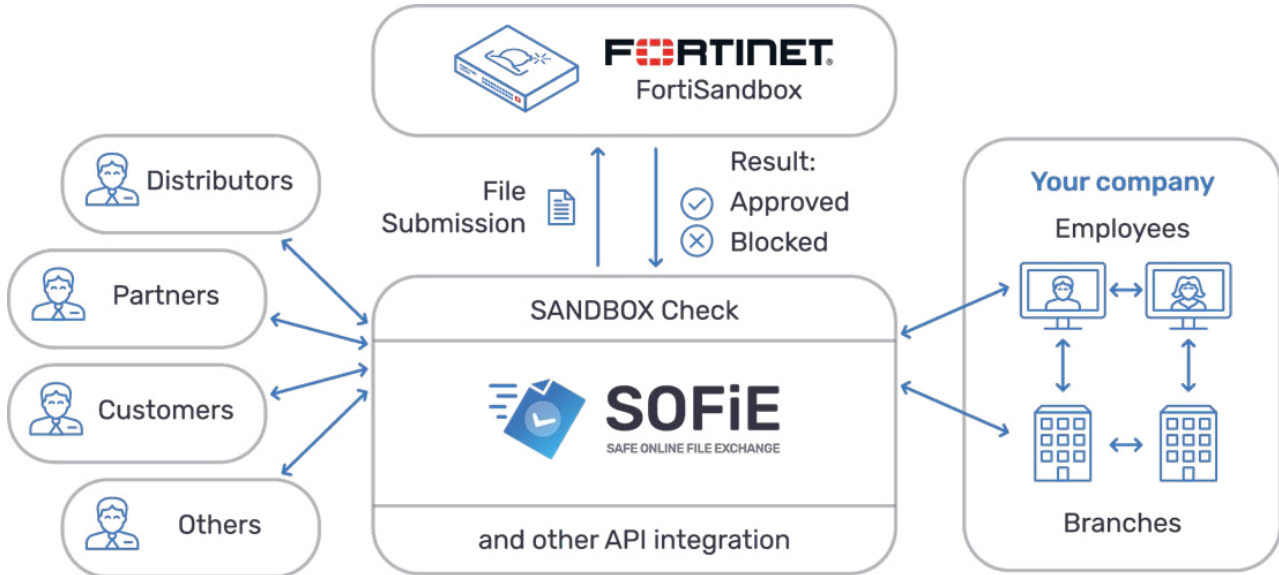 FORTINET®
FortiSandbox
Distributors
Partners
Customers
Others
File
Submission
Result:
Approved
Blocked
SANDBOX Check
SOFiE
SAFE ONLINE FILE EXCHANGE
and other API integration
Your company
Employees
Branches